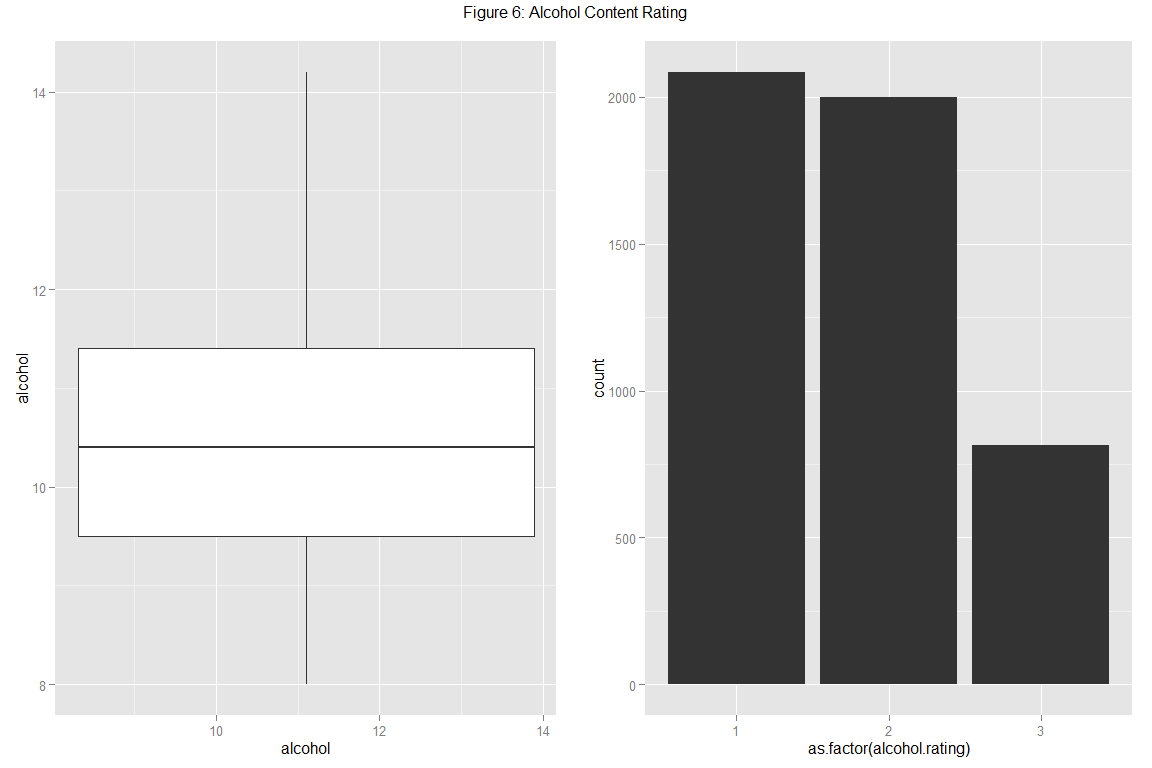 Figure 6: Alcohol Content Rating
14
12
10
8
alcohol
10 12 14
alcohol
2000
1500
1000
500
0
count
1 2 3
as.factor(alcohol.rating)